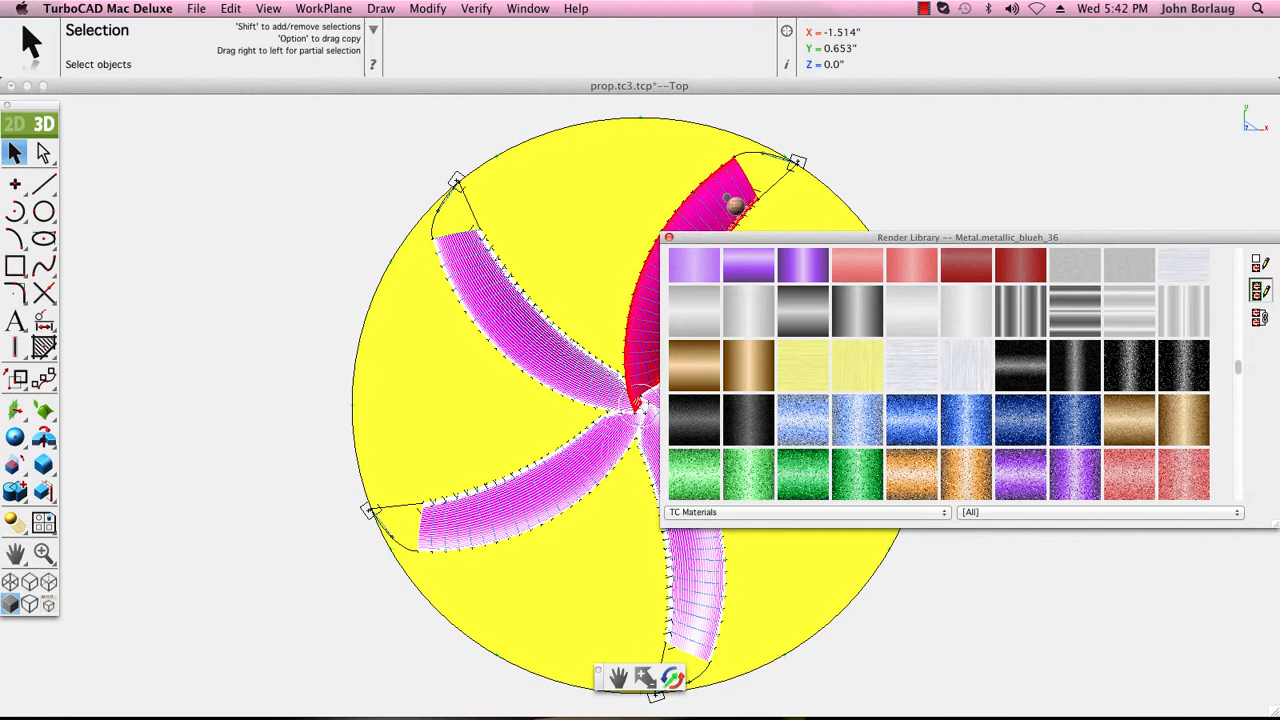 TurboCAD Mac Deluxe File Edit View WorkPlane Draw Modify Verify Window Help Wed 5:42 PM John Borlaug
Selection
'Shift' to add/remove selections
'Option' to drag copy
Drag right to left for partial selection
Select objects
?
i
X = -1.514"
Y = 0.653"
Z = 0.0"
prop.tc3.tcp*--Top
2D 3D
A
y
z
x
Render Library -- Metal.metallic_blueh_36
TC Materials
[All]